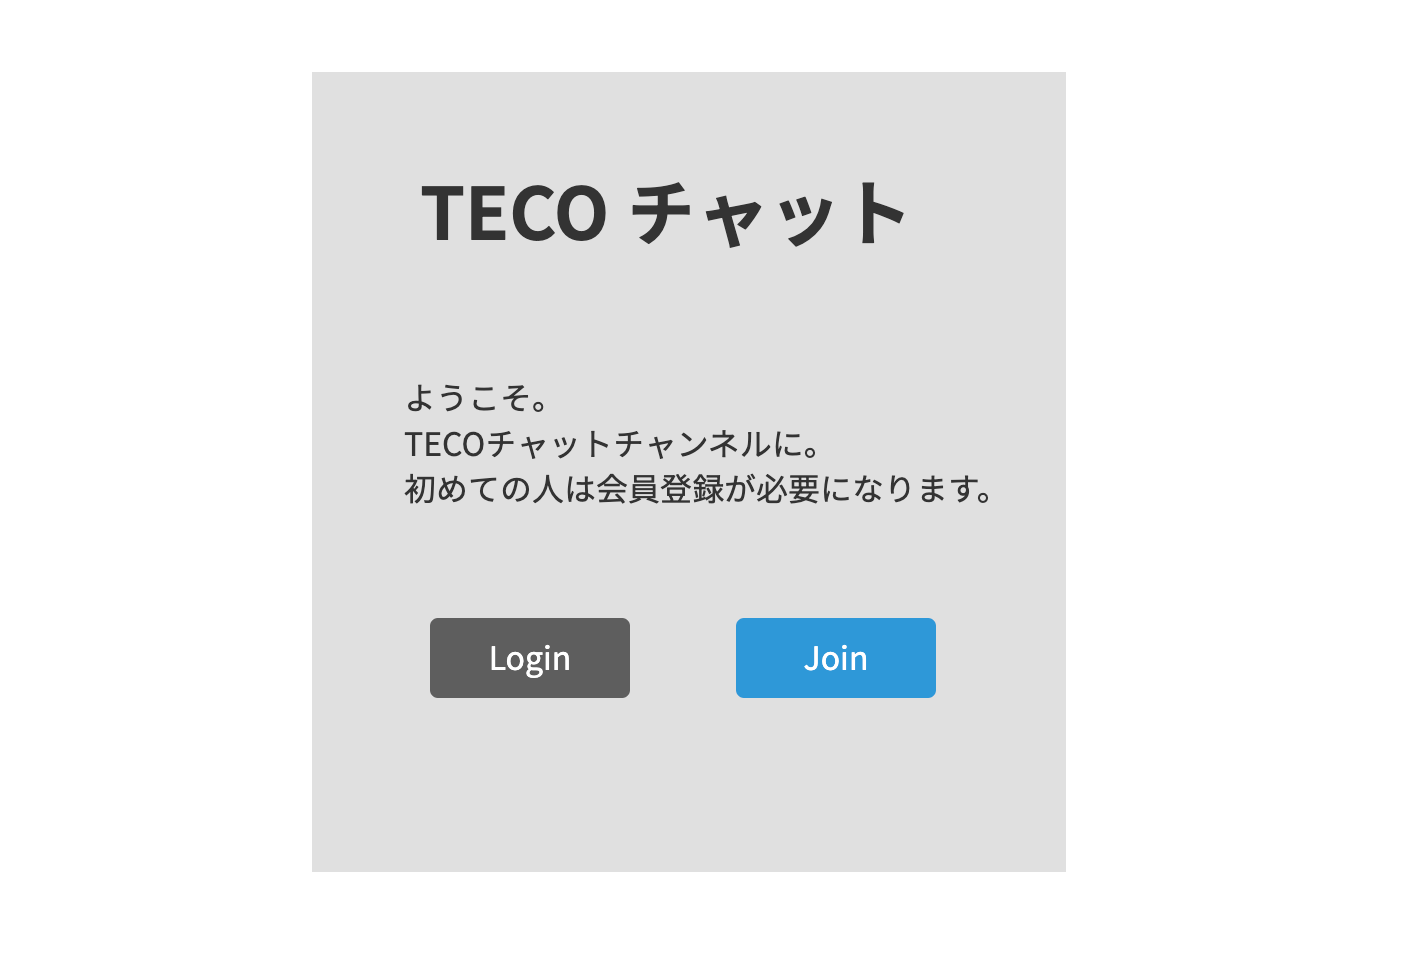 TECO チャット
ようこそ。
TECOチャットチャンネルに。
初めての人は会員登録が必要になります。
Login
Join